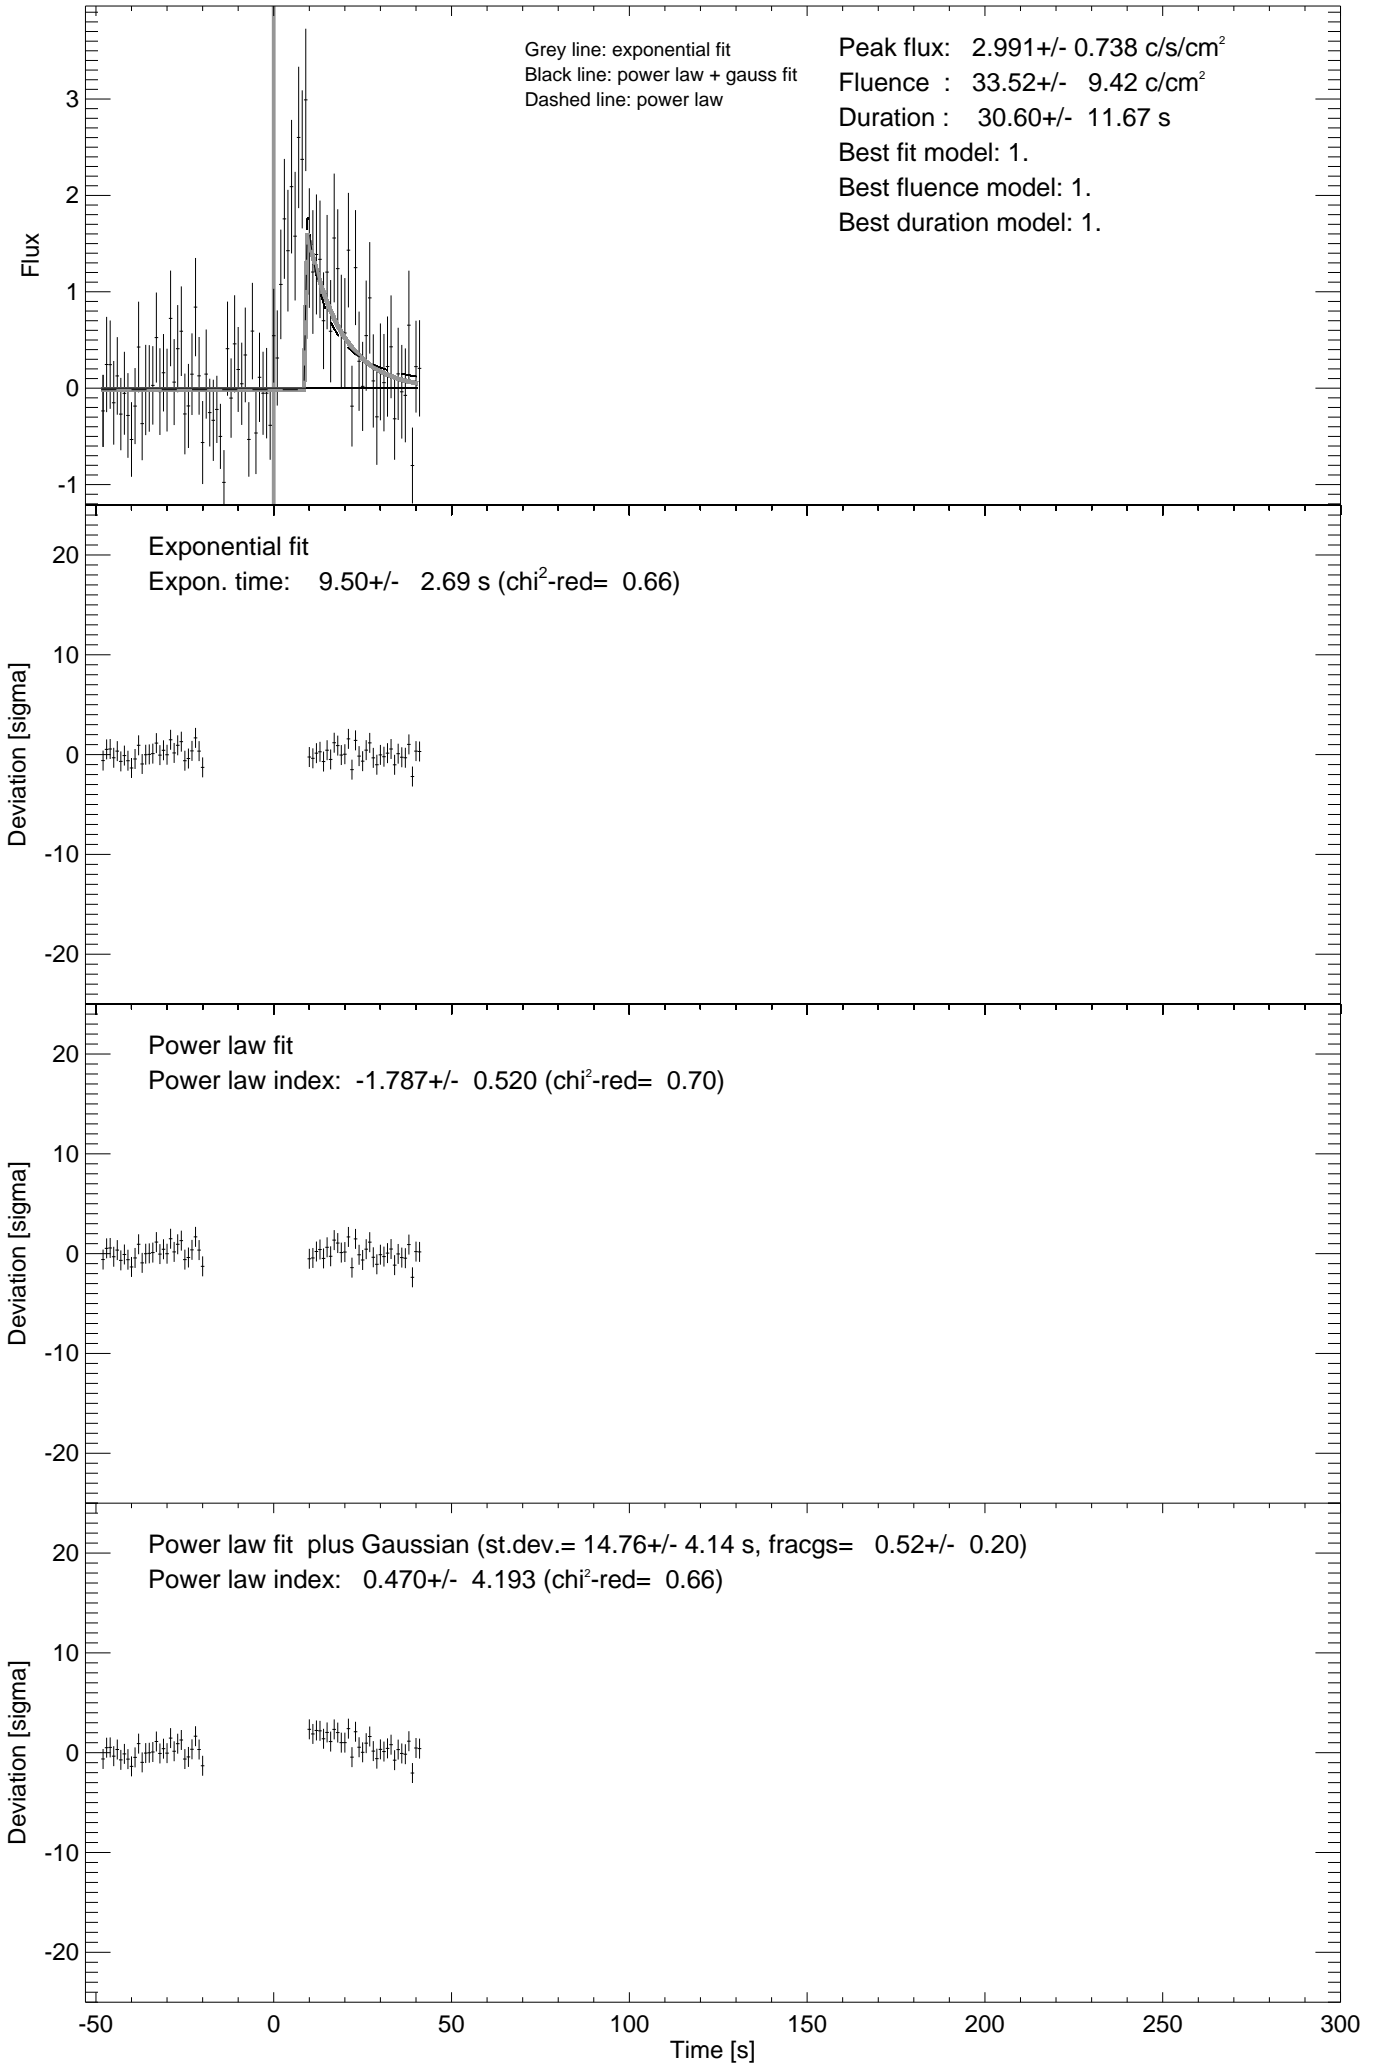 Grey line: exponential fit
Black line: power law + gauss fit
Dashed line: power law
Peak flux: 2.991+/- 0.738 c/s/cm²
Fluence : 33.52+/- 9.42 c/cm²
Duration : 30.60+/- 11.67 s
Best fit model: 1.
Best fluence model: 1.
Best duration model: 1.
Flux
3
2
1
0
-1
Exponential fit
Expon. time: 9.50+/- 2.69 s (chi²-red= 0.66)
Deviation [sigma]
20
10
0
-10
-20
Power law fit
Power law index: -1.787+/- 0.520 (chi²-red= 0.70)
Deviation [sigma]
20
10
0
-10
-20
Power law fit plus Gaussian (st.dev.= 14.76+/- 4.14 s, fracgs= 0.52+/- 0.20)
Power law index: 0.470+/- 4.193 (chi²-red= 0.66)
Deviation [sigma]
20
10
0
-10
-20
-50 0 50 100 150 200 250 300
Time [s]